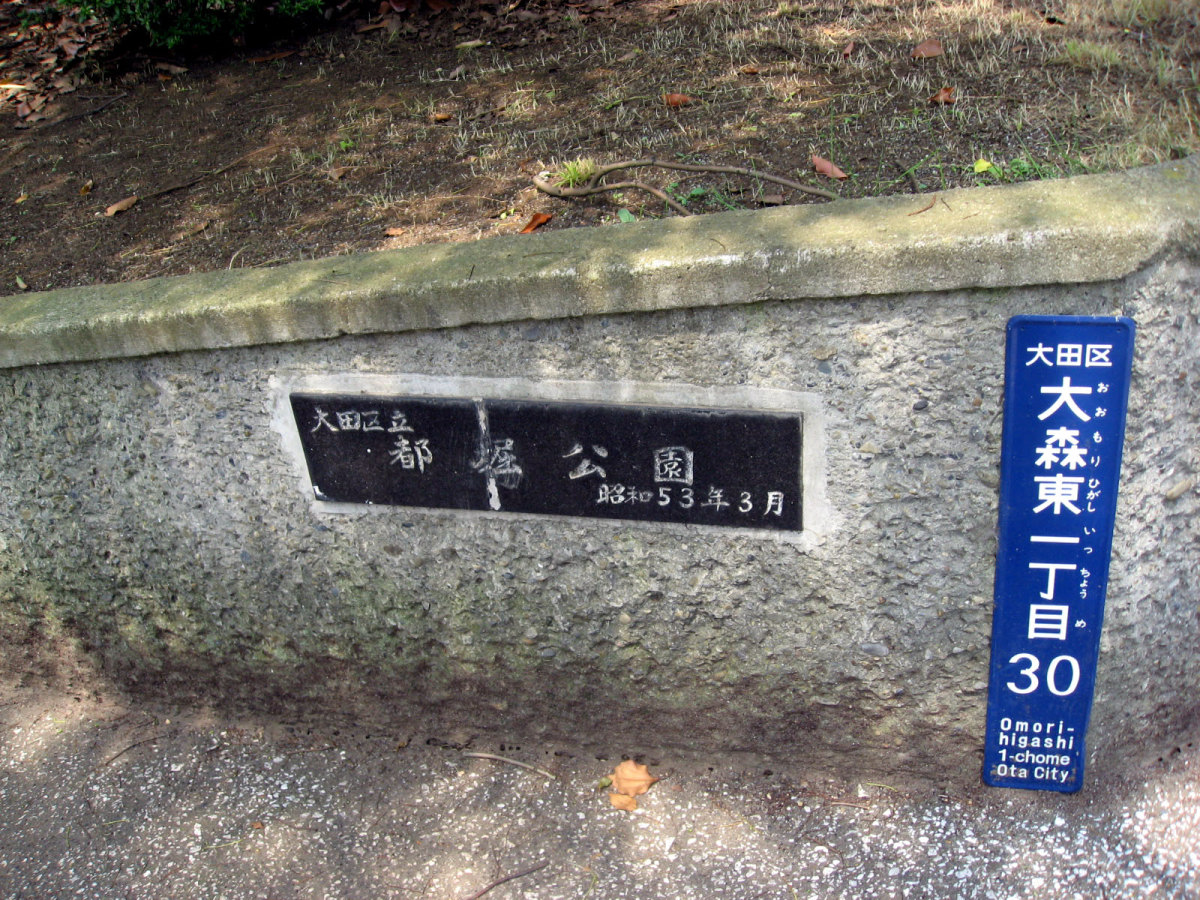 大田区立
都堀公園
昭和53年3月
大田区
大森東一丁目
おおもりひがしいっちょうめ
30
Omori-
higashi
1-chome
Ota City